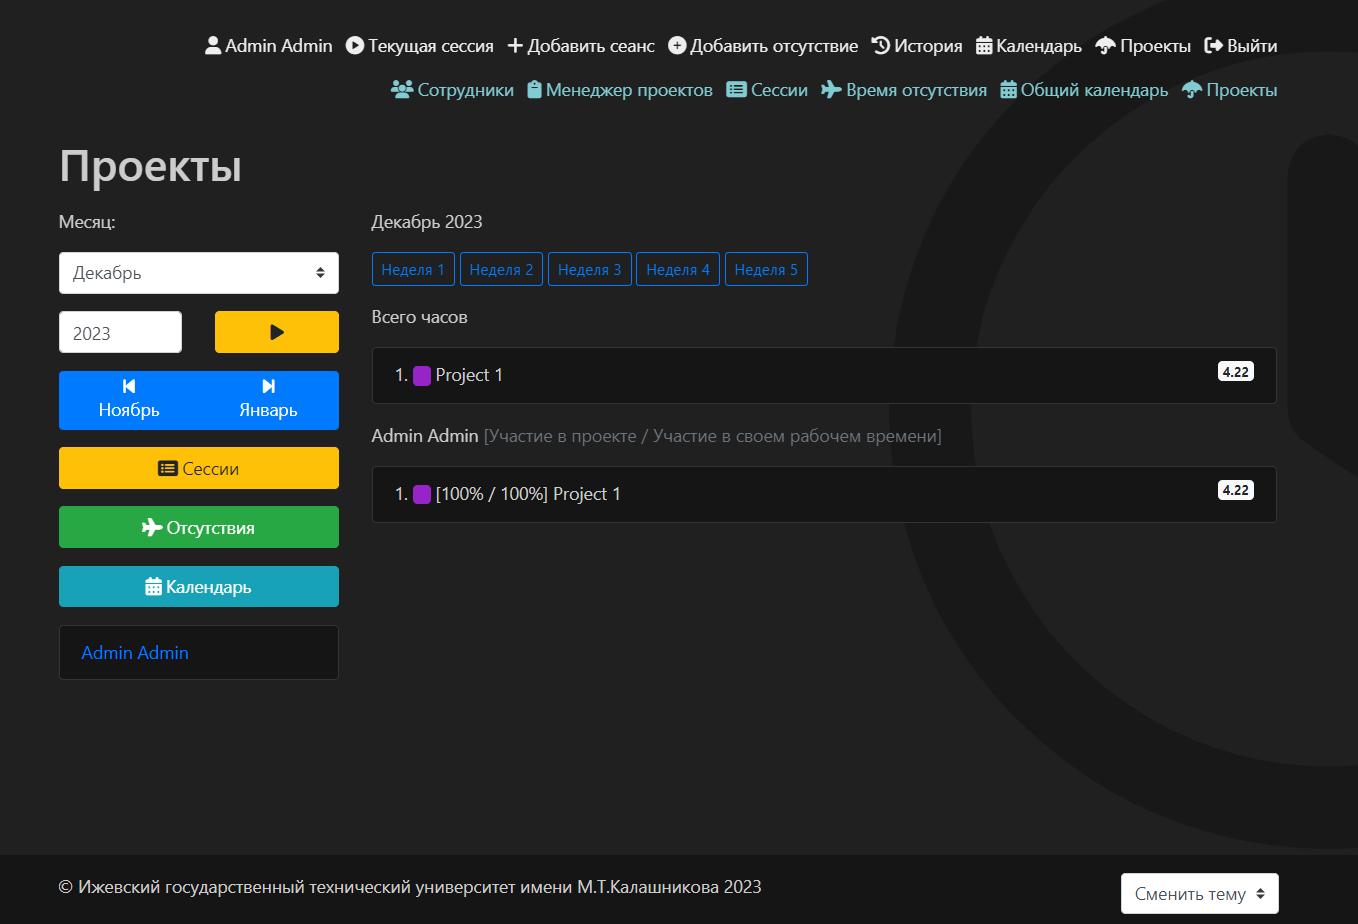 Admin Admin Текущая сессия Добавить сеанс Добавить отсутствие История Календарь Проекты Выйти
Сотрудники Менеджер проектов Сессии Время отсутствия Общий календарь Проекты
Проекты
Месяц:
Декабрь
2023
Ноябрь Январь
Сессии
Отсутствия
Календарь
Admin Admin
Декабрь 2023
Неделя 1 Неделя 2 Неделя 3 Неделя 4 Неделя 5
Всего часов
1. Project 1 4.22
Admin Admin [Участие в проекте / Участие в своем рабочем времени]
1. [100% / 100%] Project 1 4.22
© Ижевский государственный технический университет имени М.Т.Калашникова 2023
Сменить тему